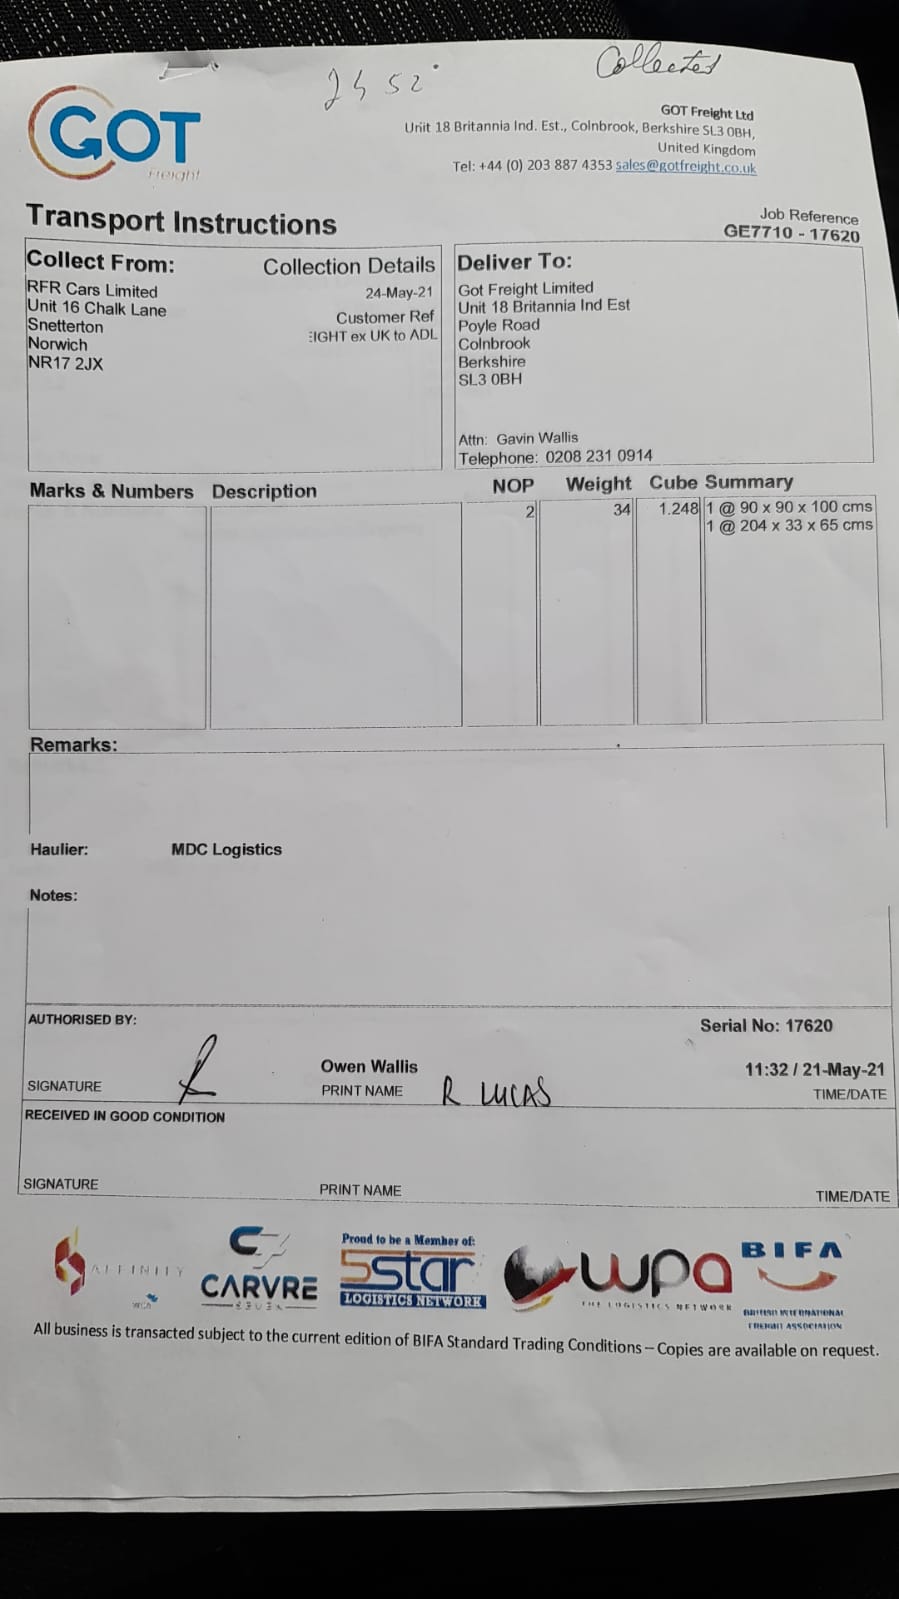 Collected
GOT
Freight
GOT Freight Ltd
Unit 18 Britannia Ind. Est., Colnbrook, Berkshire SL3 0BH,
United Kingdom
Tel: +44 (0) 203 887 4353 sales@gotfreight.co.uk
Transport Instructions
Job Reference
GE7710 - 17620
Collect From:
Collection Details
RFR Cars Limited
24-May-21
Unit 16 Chalk Lane
Customer Ref
Snetterton
EIGHT ex UK to ADL
Norwich
NR17 2JX
Deliver To:
Got Freight Limited
Unit 18 Britannia Ind Est
Poyle Road
Colnbrook
Berkshire
SL3 0BH
Attn: Gavin Wallis
Telephone: 0208 231 0914
Marks & Numbers Description NOP Weight Cube Summary
2 34 1.248 1 @ 90 x 90 x 100 cms
1 @ 204 x 33 x 65 cms
Remarks:
Haulier: MDC Logistics
Notes:
AUTHORISED BY:
Serial No: 17620
Owen Wallis
11:32 / 21-May-21
SIGNATURE PRINT NAME R LUCAS TIME/DATE
RECEIVED IN GOOD CONDITION
SIGNATURE PRINT NAME TIME/DATE
AFFINITY
WCA
CARVRE
SEVEN
Proud to be a Member of:
5star
LOGISTICS NETWORK
wpa
THE LOGISTICS NETWORK
BIFA
BRITISH INTERNATIONAL
FREIGHT ASSOCIATION
All business is transacted subject to the current edition of BIFA Standard Trading Conditions – Copies are available on request.